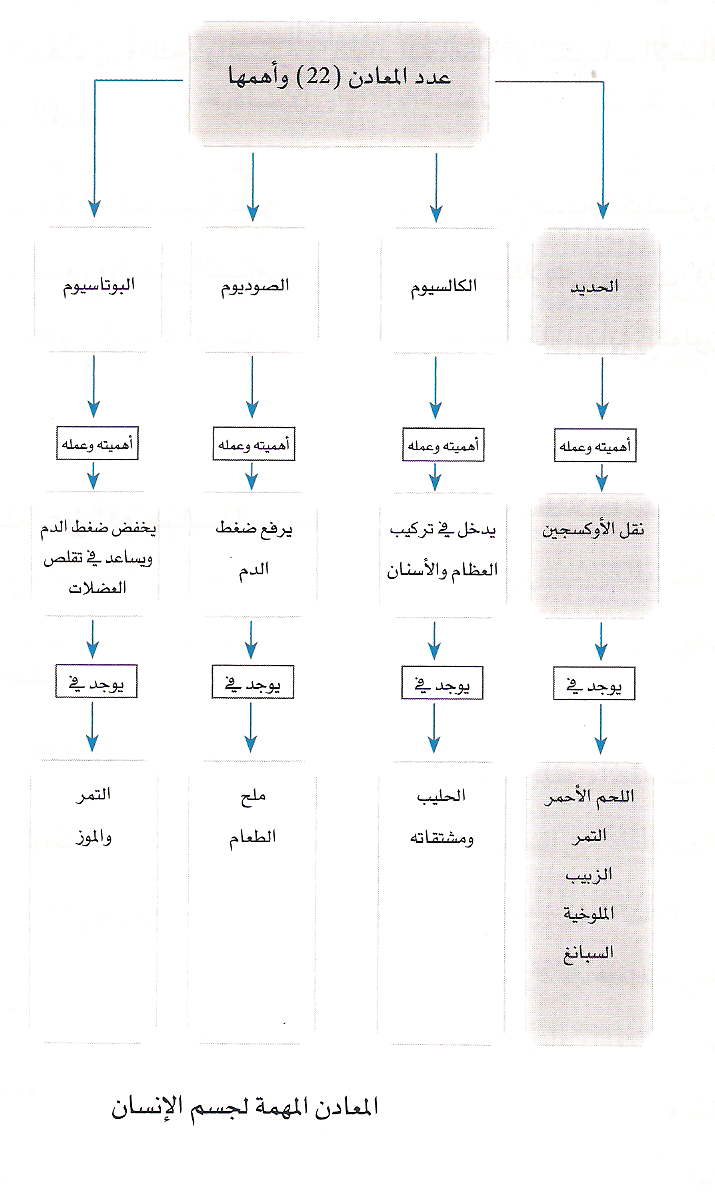 عدد المعادن (22) وأهمها
الحديد
الكالسيوم
الصوديوم
البوتاسيوم
أهميته وعمله
أهميته وعمله
أهميته وعمله
أهميته وعمله
نقل الأوكسجين
يدخل في تركيب
العظام والأسنان
يرفع ضغط
الدم
يخفض ضغط الدم
ويساعد في تقلص
العضلات
يوجد في
يوجد في
يوجد في
يوجد في
اللحم الأحمر
التمر
الزبيب
الملوخية
السبانغ
الحليب
ومشتقاته
ملح
الطعام
التمر
والموز
المعادن المهمة لجسم الإنسان